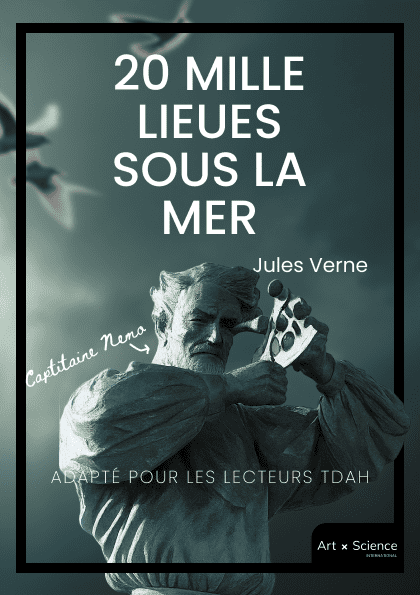 20 MILLE
LIEUES
SOUS LA
MER
Jules Verne
Captitaine Nemo
ADAPTÉ POUR LES LECTEURS TDAH
Art × Science
INTERNATIONAL